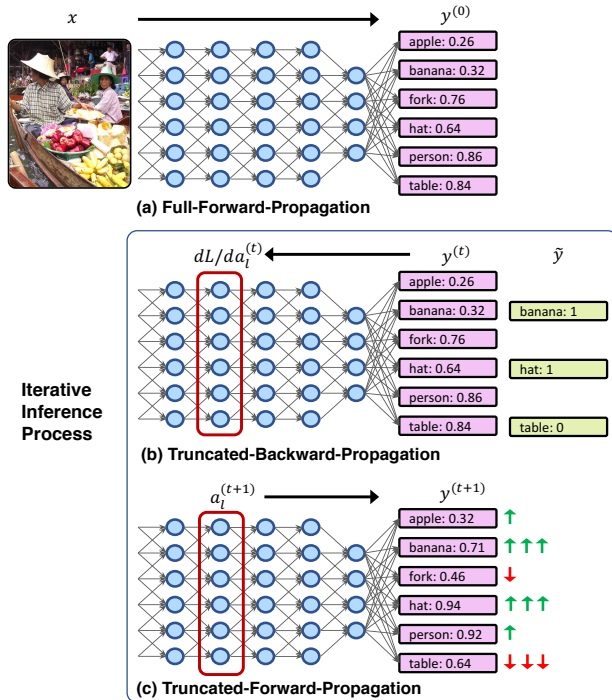 x
y^(0)
apple: 0.26
banana: 0.32
fork: 0.76
hat: 0.64
person: 0.86
table: 0.84
(a) Full-Forward-Propagation
dL/da_l^(t)
y^(t)
ỹ
apple: 0.26
banana: 0.32
banana: 1
fork: 0.76
hat: 0.64
hat: 1
person: 0.86
table: 0.84
table: 0
Iterative
Inference
Process
(b) Truncated-Backward-Propagation
a_l^(t+1)
y^(t+1)
apple: 0.32 ↑
banana: 0.71 ↑↑↑
fork: 0.46 ↓
hat: 0.94 ↑↑↑
person: 0.92 ↑
table: 0.64 ↓↓↓
(c) Truncated-Forward-Propagation